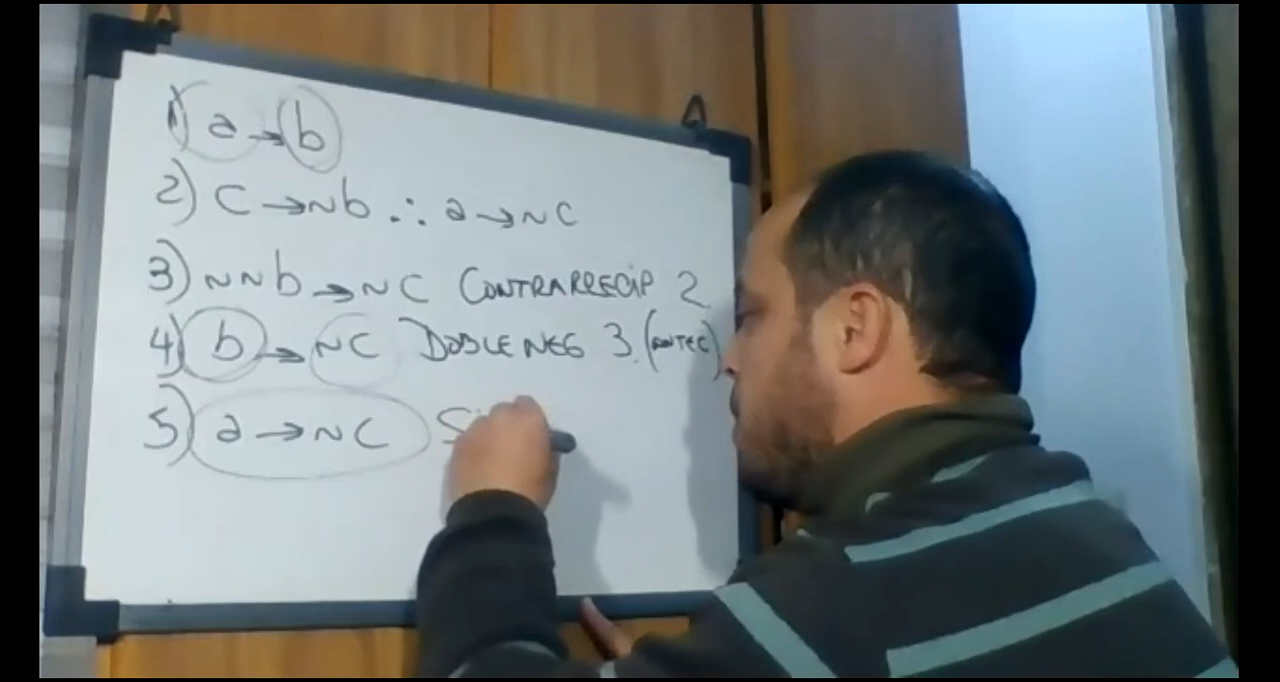 1) a → b
2) C → ~b ∴ a → ~C
3) ~~b → ~C CONTRARRECIP 2
4) b → ~C DOBLE NEG 3. (ANTEC)
5) a → ~C S